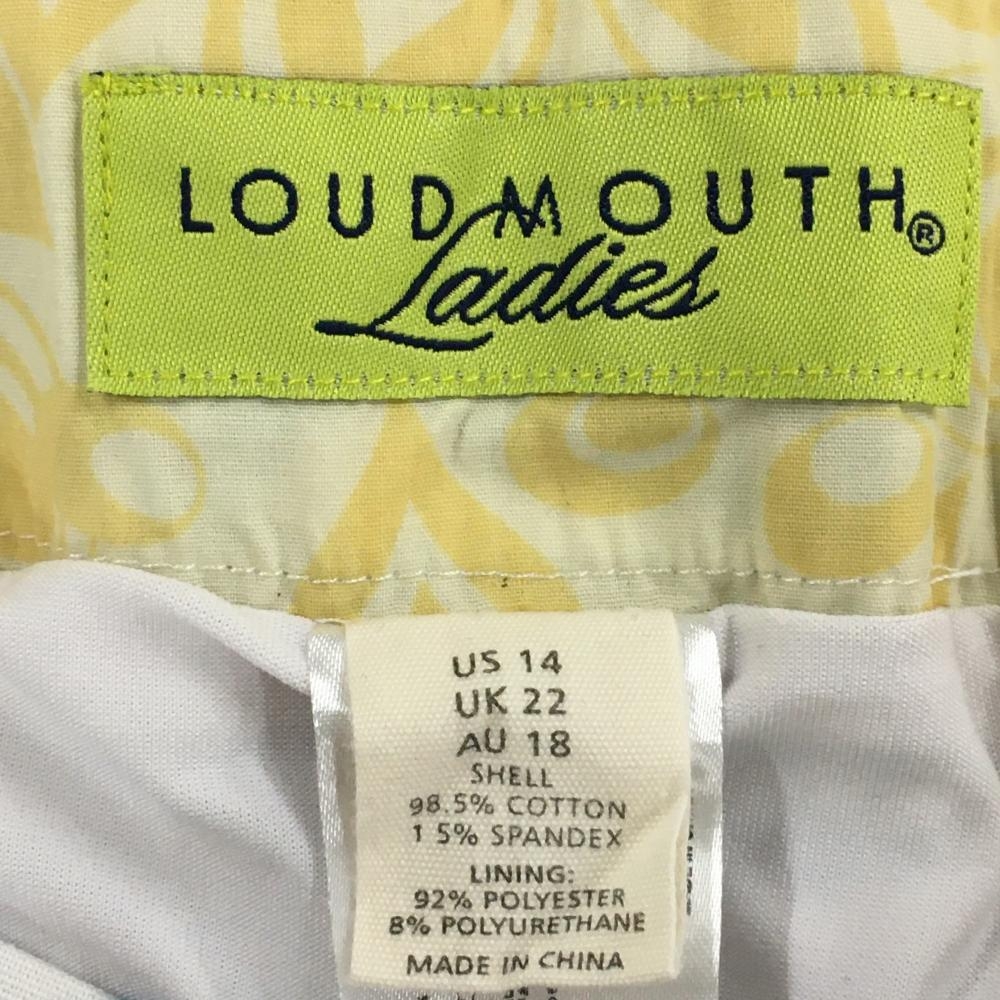 LOUDMOUTH®
Ladies
US 14
UK 22
AU 18
SHELL
98.5% COTTON
1 5% SPANDEX
LINING:
92% POLYESTER
8% POLYURETHANE
MADE IN CHINA